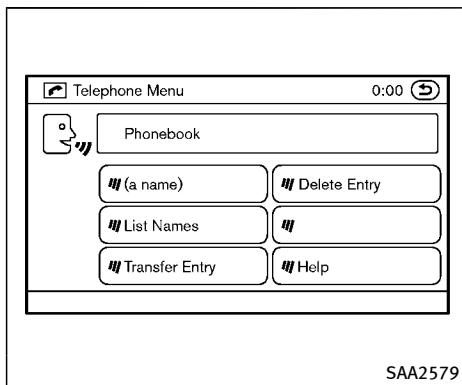 Telephone Menu 0:00
Phonebook
(a name) Delete Entry
List Names
Transfer Entry Help
SAA2579